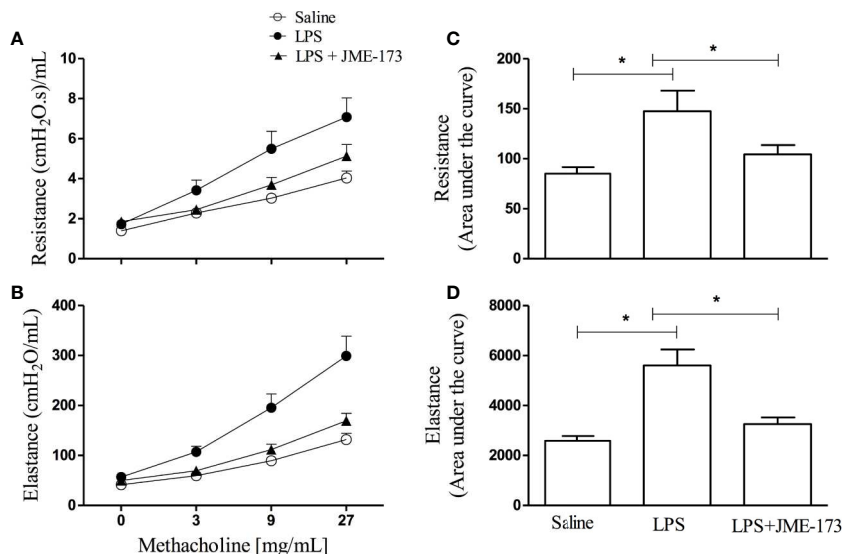 Saline
LPS
LPS + JME-173
A
Resistance (cmH₂O.s)/mL
10
8
6
4
2
0
B
Elastance (cmH₂O/mL)
400
300
200
100
0
0 3 9 27
Methacholine [mg/mL]
C
Resistance
(Area under the curve)
200
150
100
50
0
* *
D
Elastance
(Area under the curve)
8000
6000
4000
2000
0
* *
Saline LPS LPS+JME-173